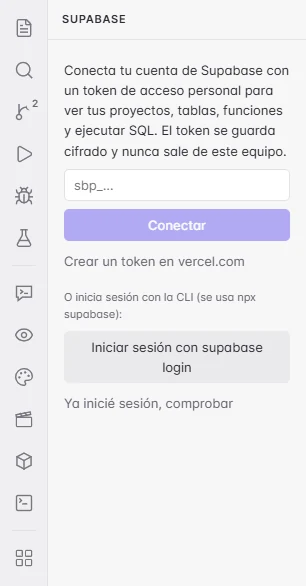 SUPABASE
Conecta tu cuenta de Supabase con
un token de acceso personal para
ver tus proyectos, tablas, funciones
y ejecutar SQL. El token se guarda
cifrado y nunca sale de este equipo.
2
sbp_...
Conectar
Crear un token en vercel.com
O inicia sesión con la CLI (se usa npx
supabase):
Iniciar sesión con supabase
login
Ya inicié sesión, comprobar